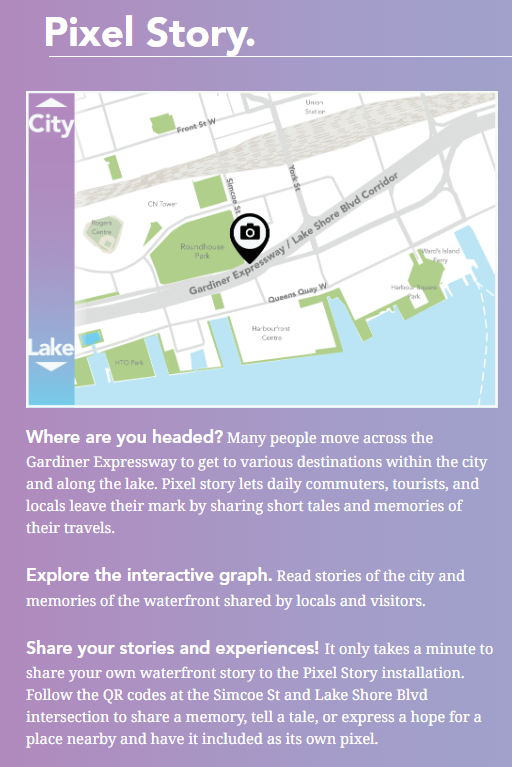 Pixel Story.
City
Union
Station
Front St W
York St
Simcoe St
CN Tower
Rogers
Centre
Roundhouse
Park
Gardiner Expressway / Lake Shore Blvd Corridor
Ward's Island
Ferry
Queens Quay W
Harbour Square
Park
Harbourfront
Centre
Lake
HTO Park
Where are you headed? Many people move across the
Gardiner Expressway to get to various destinations within the city
and along the lake. Pixel story lets daily commuters, tourists, and
locals leave their mark by sharing short tales and memories of
their travels.
Explore the interactive graph. Read stories of the city and
memories of the waterfront shared by locals and visitors.
Share your stories and experiences! It only takes a minute to
share your own waterfront story to the Pixel Story installation.
Follow the QR codes at the Simcoe St and Lake Shore Blvd
intersection to share a memory, tell a tale, or express a hope for a
place nearby and have it included as its own pixel.